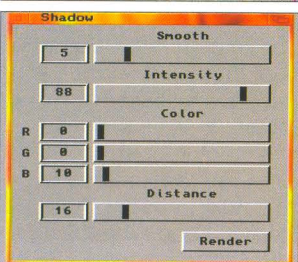 Shadow
Smooth
5
Intensity
88
Color
R 0
G 0
B 10
Distance
16
Render